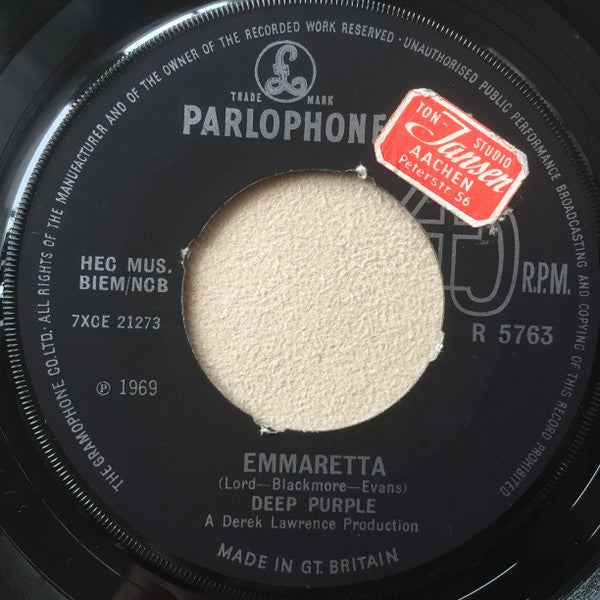 THE GRAMOPHONE CO.LTD. ALL RIGHTS OF THE MANUFACTURER AND OF THE OWNER OF THE RECORDED WORK RESERVED · UNAUTHORISED PUBLIC PERFORMANCE BROADCASTING AND COPYING OF THIS RECORD PROHIBITED
£
TRADE MARK
PARLOPHONE
TON-STUDIO
Jansen
AACHEN
Peterstr. 56
45 R.P.M.
HEC MUS.
BIEM/NCB
7XCE 21273
R 5763
℗ 1969
EMMARETTA
(Lord—Blackmore—Evans)
DEEP PURPLE
A Derek Lawrence Production
MADE IN GT. BRITAIN